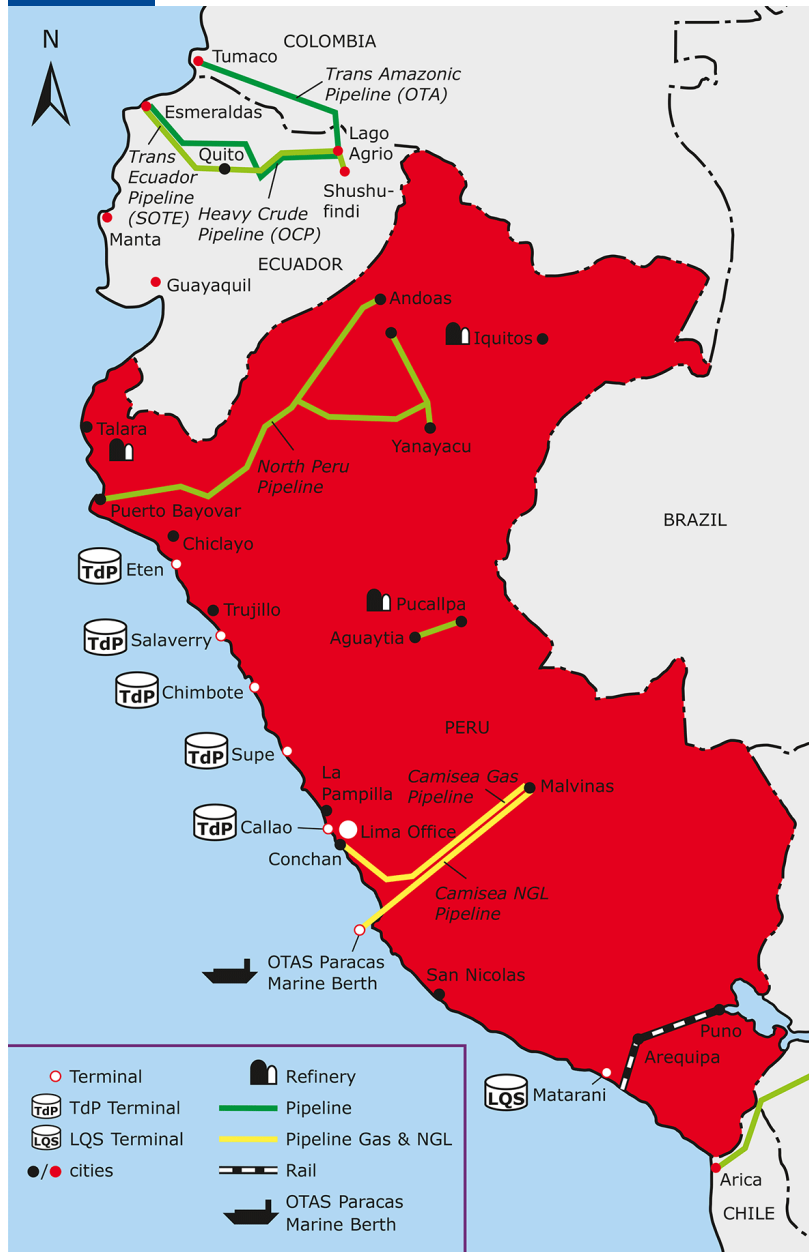 N
COLOMBIA
Tumaco
Trans Amazonic
Pipeline (OTA)
Esmeraldas
Lago
Agrio
Quito
Trans
Ecuador
Pipeline
(SOTE)
Shushu-
findi
Heavy Crude
Pipeline (OCP)
Manta
ECUADOR
Guayaquil
Andoas
Iquitos
Talara
Yanayacu
North Peru
Pipeline
Puerto Bayovar
BRAZIL
Chiclayo
TdP Eten
Pucallpa
Trujillo
Aguaytia
TdP Salaverry
TdP Chimbote
PERU
TdP Supe
La
Pampilla
Camisea Gas
Pipeline
Malvinas
TdP Callao
Lima Office
Conchan
Camisea NGL
Pipeline
OTAS Paracas
Marine Berth
San Nicolas
Puno
Arequipa
LQS Matarani
Arica
CHILE
Terminal
TdP TdP Terminal
LQS LQS Terminal
/ cities
Refinery
Pipeline
Pipeline Gas & NGL
Rail
OTAS Paracas
Marine Berth